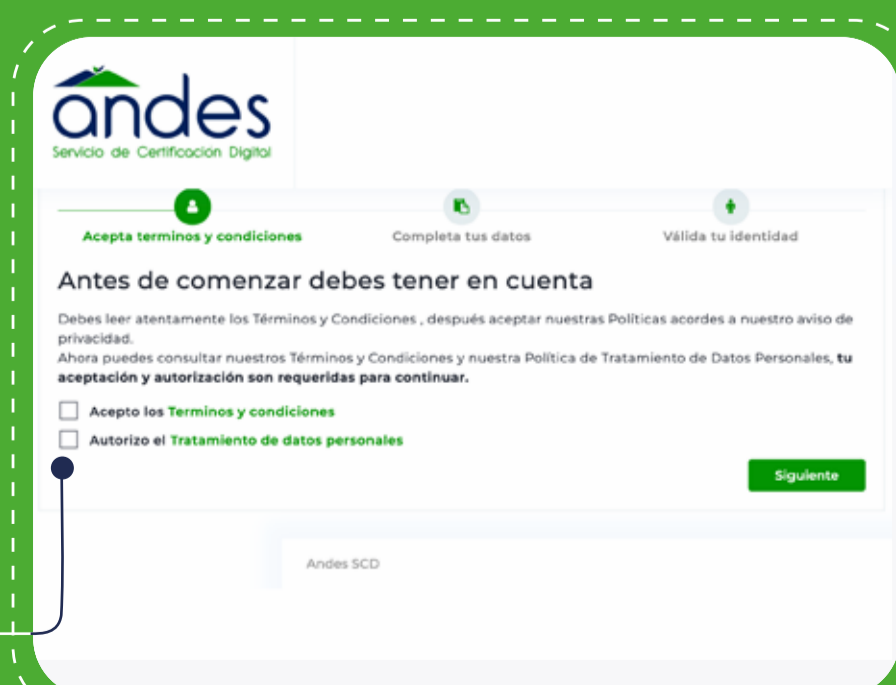 andes
Servicio de Certificación Digital
Acepta terminos y condiciones
Completa tus datos
Válida tu identidad
Antes de comenzar debes tener en cuenta
Debes leer atentamente los Términos y Condiciones , después aceptar nuestras Políticas acordes a nuestro aviso de
privacidad.
Ahora puedes consultar nuestros Términos y Condiciones y nuestra Política de Tratamiento de Datos Personales, tu
aceptación y autorización son requeridas para continuar.
Acepto los Terminos y condiciones
Autorizo el Tratamiento de datos personales
Siguiente
Andes SCD